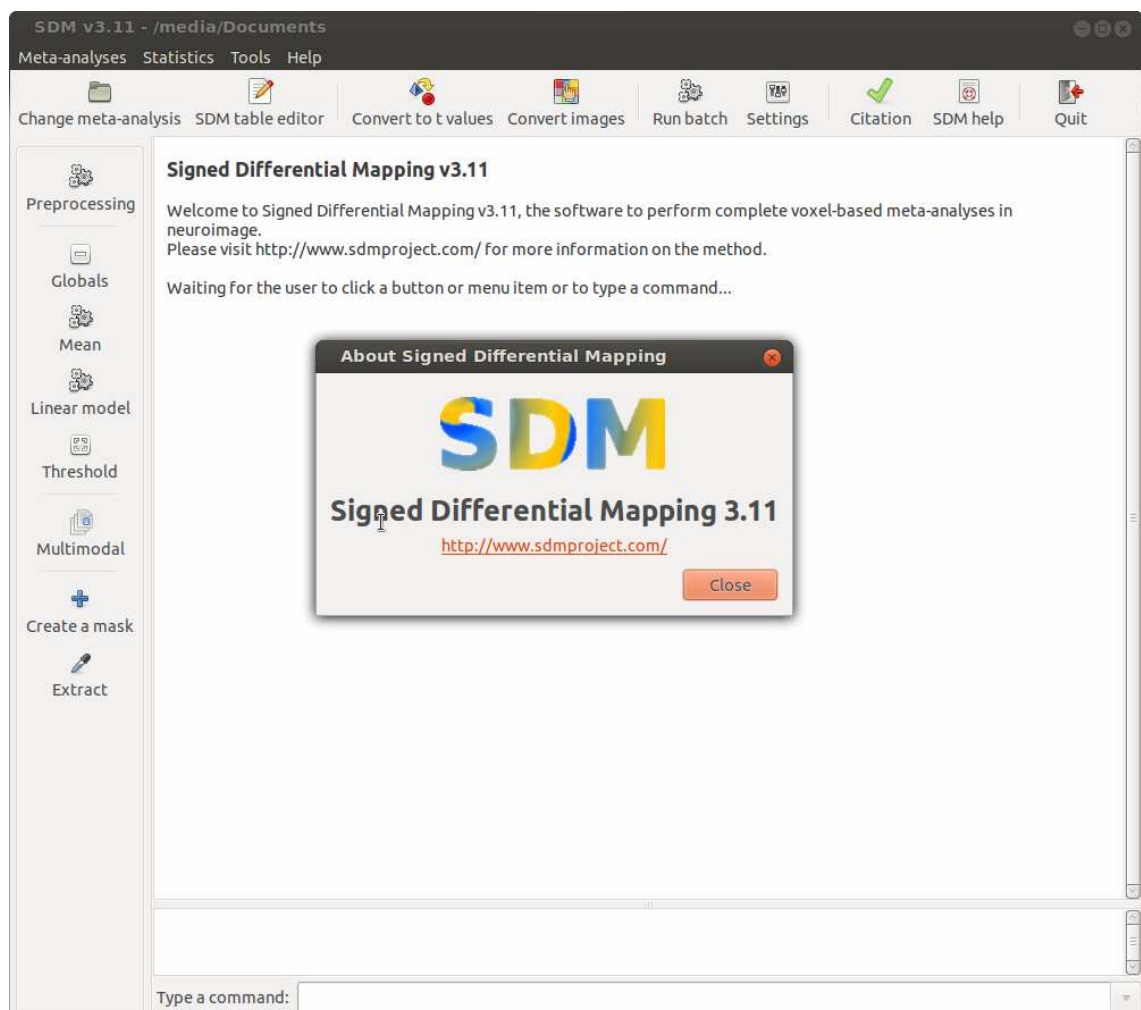 SDM v3.11 - /media/Documents
Meta-analyses Statistics Tools Help
Change meta-analysis SDM table editor Convert to t values Convert images Run batch Settings Citation SDM help Quit
Preprocessing
Globals
Mean
Linear model
Threshold
Multimodal
Create a mask
Extract
Signed Differential Mapping v3.11
Welcome to Signed Differential Mapping v3.11, the software to perform complete voxel-based meta-analyses in
neuroimage.
Please visit http://www.sdmproject.com/ for more information on the method.
Waiting for the user to click a button or menu item or to type a command...
About Signed Differential Mapping
SDM
Signed Differential Mapping 3.11
http://www.sdmproject.com/
Close
Type a command: